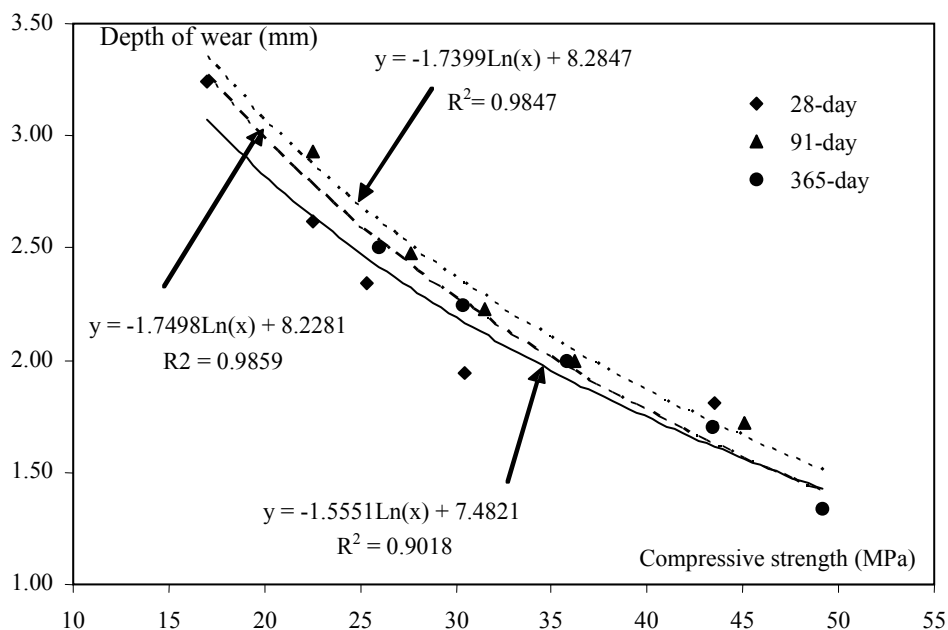 3.50
Depth of wear (mm)
y = -1.7399Ln(x) + 8.2847
R2= 0.9847
28-day
91-day
365-day
3.00
2.50
y = -1.7498Ln(x) + 8.2281
R2 = 0.9859
2.00
1.50
y = -1.5551Ln(x) + 7.4821
R2 = 0.9018
Compressive strength (MPa)
1.00
10 15 20 25 30 35 40 45 50 55